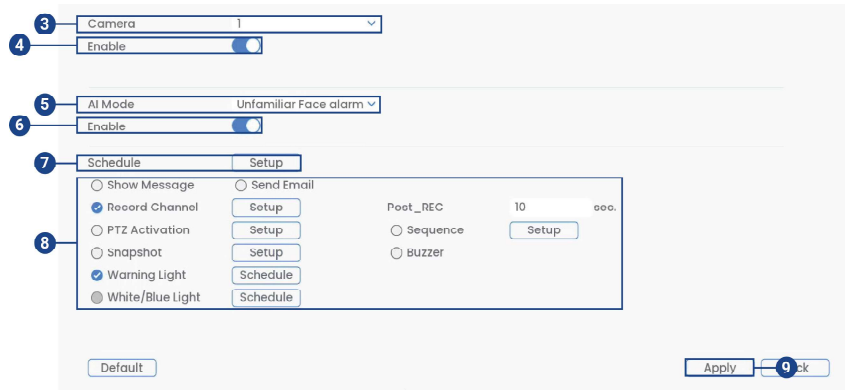 3 Camera 1
4 Enable
5 AI Mode Unfamiliar Face alarm
6 Enable
7 Schedule Setup
Show Message Send Email
Record Channel Setup Post_REC 10 sec.
PTZ Activation Setup Sequence Setup
8 Snapshot Setup Buzzer
Warning Light Schedule
White/Blue Light Schedule
Default Apply 9 ck